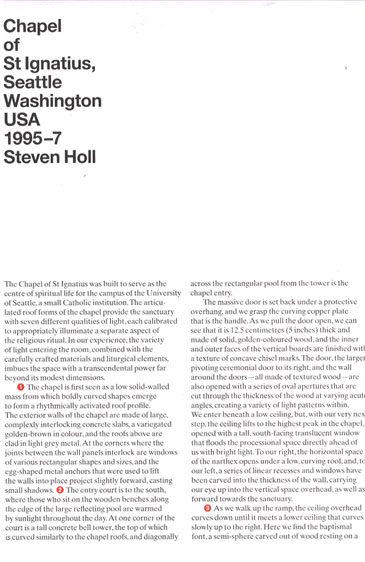 Chapel
of
St Ignatius,
Seattle
Washington
USA
1995–7
Steven Holl
The Chapel of St Ignatius was built to serve as the
centre of spiritual life for the campus of the University
of Seattle, a small Catholic institution. The articu-
lated roof forms of the chapel provide the sanctuary
with seven different qualities of light, each calibrated
to appropriately illuminate a separate aspect of
the religious ritual. In our experience, the variety
of light entering the room, combined with the
carefully crafted materials and liturgical elements,
imbues the space with a transcendental power far
beyond its modest dimensions.
1 The chapel is first seen as a low solid-walled
mass from which boldly curved shapes emerge
to form a rhythmically activated roof profile.
The exterior walls of the chapel are made of large,
complexly interlocking concrete slabs, a variegated
golden-brown in colour, and the roofs above are
clad in light grey metal. At the corners where the
joints between the wall panels interlock are windows
of various rectangular shapes and sizes, and the
egg-shaped metal anchors that were used to lift
the walls into place project slightly forward, casting
small shadows. 2 The entry court is to the south,
where those who sit on the wooden benches along
the edge of the large reflecting pool are warmed
by sunlight throughout the day. At one corner of the
court is a tall concrete bell tower, the top of which
is curved similarly to the chapel roofs, and diagonally
across the rectangular pool from the tower is the
chapel entry.
The massive door is set back under a protective
overhang, and we grasp the curving copper plate
that is the handle. As we pull the door open, we can
see that it is 12.5 centimetres (5 inches) thick and
made of solid, golden-coloured wood, and the inner
and outer faces of the vertical boards are finished with
a texture of concave chisel marks. The door, the larger
pivoting ceremonial door to its right, and the wall
around the doors – all made of textured wood – are
also opened with a series of oval apertures that are
cut through the thickness of the wood at varying acute
angles, creating a variety of light patterns within.
We enter beneath a low ceiling, but, with our very next
step, the ceiling lifts to the highest peak in the chapel,
opened with a tall, south-facing translucent window
that floods the processional space directly ahead of
us with bright light. To our right, the horizontal space
of the narthex opens under a low, curving roof, and, to
our left, a series of linear recesses and windows have
been carved into the thickness of the wall, carrying
our eye up into the vertical space overhead, as well as
forward towards the sanctuary.
3 As we walk up the ramp, the ceiling overhead
curves down until it meets a lower ceiling that curves
slowly up to the right. Here we find the baptismal
font, a semi-sphere carved out of wood resting on a